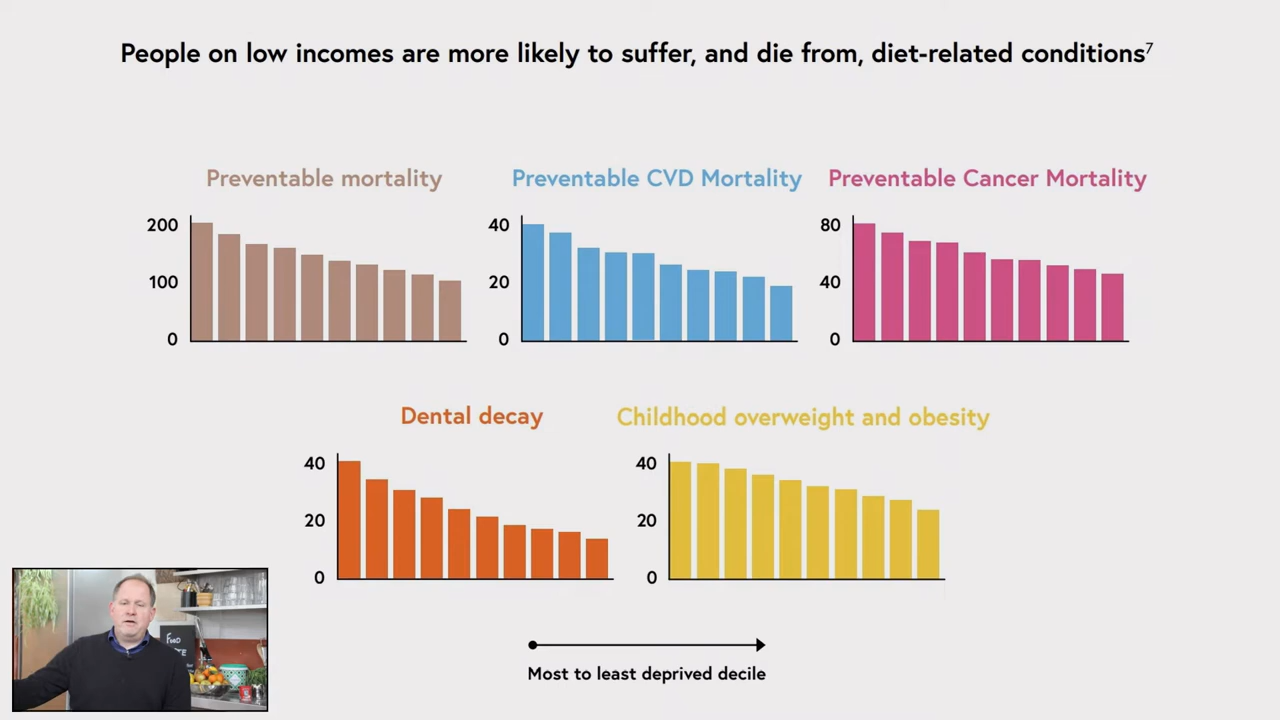 People on low incomes are more likely to suffer, and die from, diet-related conditions⁷
Preventable mortality
200
100
0
Preventable CVD Mortality
40
20
0
Preventable Cancer Mortality
80
40
0
Dental decay
40
20
0
Childhood overweight and obesity
40
20
0
Most to least deprived decile